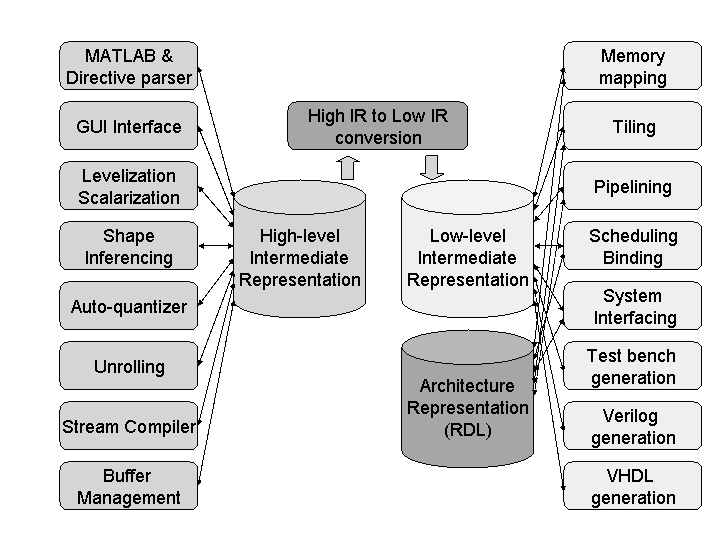 MATLAB &
Directive parser
GUI Interface
Levelization
Scalarization
Shape
Inferencing
Auto-quantizer
Unrolling
Stream Compiler
Buffer
Management
High IR to Low IR
conversion
High-level
Intermediate
Representation
Low-level
Intermediate
Representation
Architecture
Representation
(RDL)
Memory
mapping
Tiling
Pipelining
Scheduling
Binding
System
Interfacing
Test bench
generation
Verilog
generation
VHDL
generation